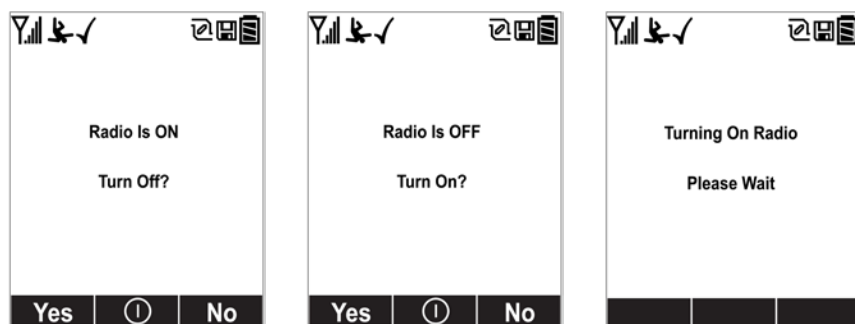 Radio Is ON
Turn Off?
Yes
No
Radio Is OFF
Turn On?
Yes
No
Turning On Radio
Please Wait